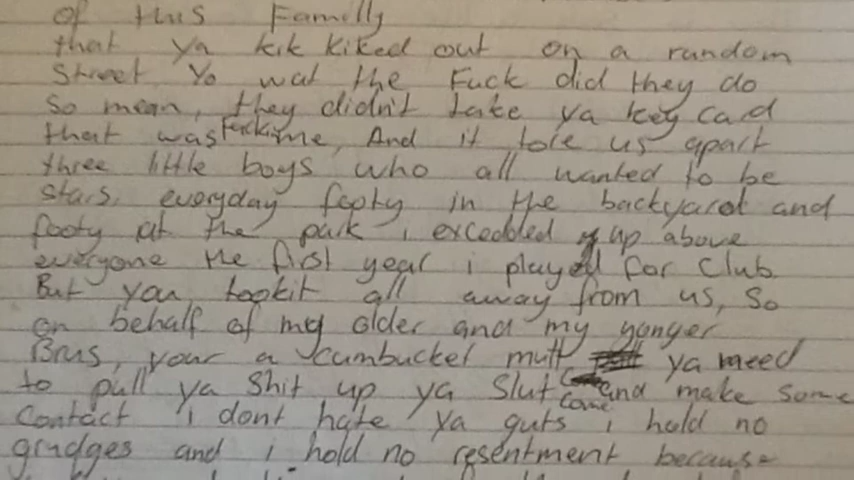 of this Familly
that ya kik kiked out on a random
Street, Yo wat the Fuck did they do
So mean, they didn't take ya key card
that was fuckin me, And it tore us apart
three little boys who all wanted to be
stars, everyday footy in the backyard and
footy at the park i excedded up above
everyone the first year i played for Club
But you tookit all away from us, So
on behalf of my older and my yonger
Brus, your a cumbucket mutt ya need
to pull ya Shit up ya Slut Come and make some
Contact i dont hate ya guts i hold no
grudges and i hold no resentment because